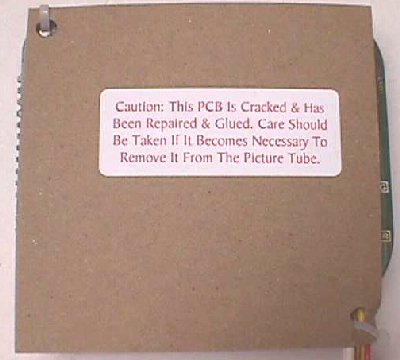 Caution: This PCB Is Cracked & Has
Been Repaired & Glued. Care Should
Be Taken If It Becomes Necessary To
Remove It From The Picture Tube.